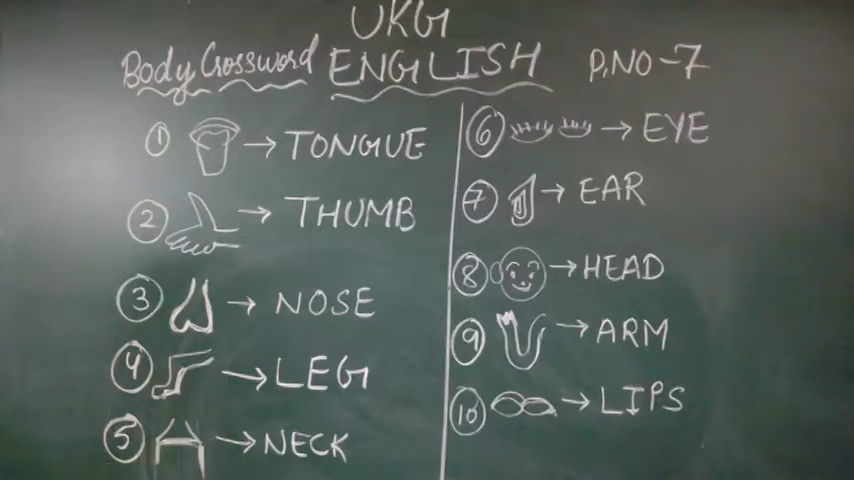 UKG
Body Crossword ENGLISH P.NO-7
1 → TONGUE
2 → THUMB
3 → NOSE
4 → LEG
5 → NECK
6 → EYE
7 → EAR
8 → HEAD
9 → ARM
10 → LIPS